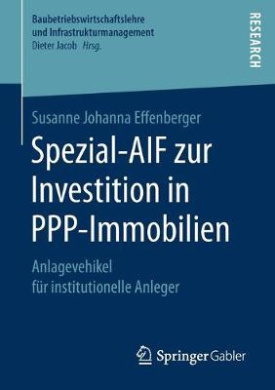 Baubetriebswirtschaftslehre
und Infrastrukturmanagement
Dieter Jacob Hrsg.
RESEARCH
Susanne Johanna Effenberger
Spezial-AIF zur
Investition in
PPP-Immobilien
Anlagevehikel
für institutionelle Anleger
Springer Gabler